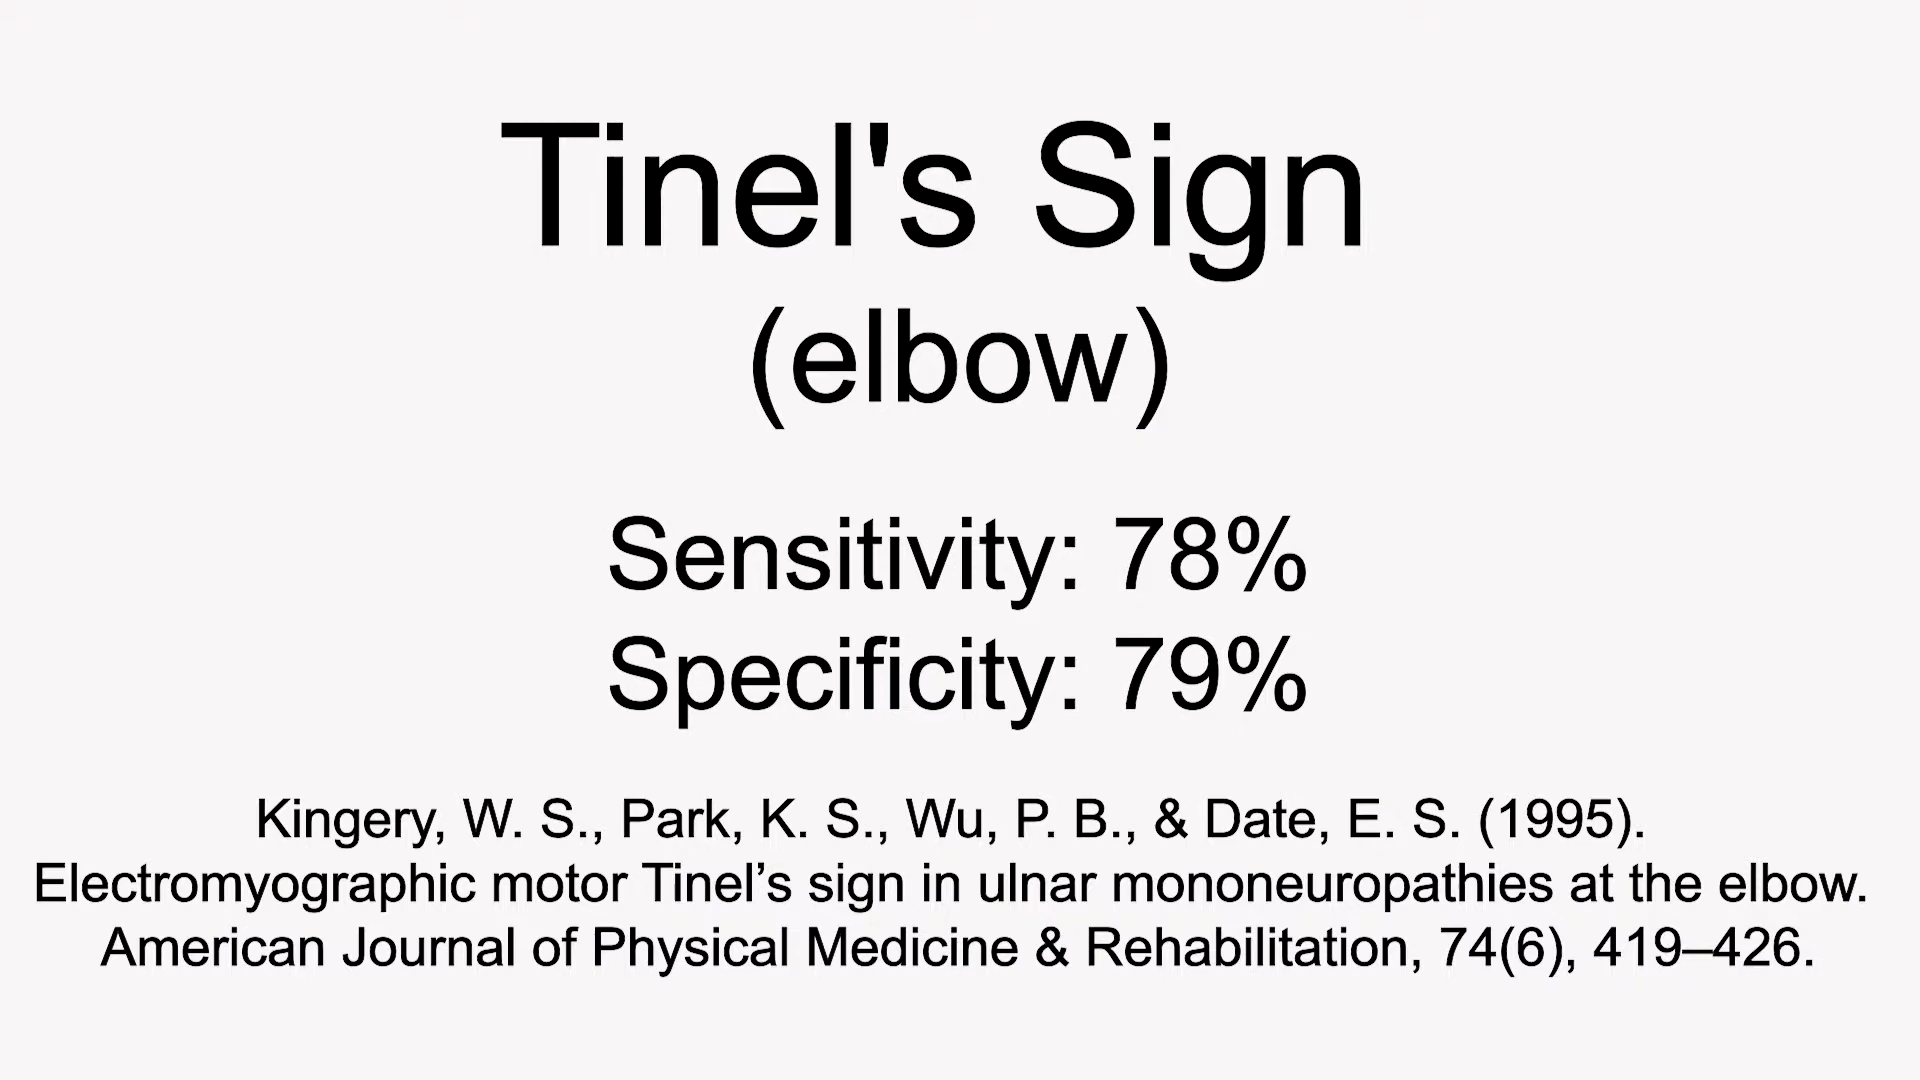 Tinel's Sign
(elbow)
Sensitivity: 78%
Specificity: 79%
Kingery, W. S., Park, K. S., Wu, P. B., & Date, E. S. (1995).
Electromyographic motor Tinel’s sign in ulnar mononeuropathies at the elbow.
American Journal of Physical Medicine & Rehabilitation, 74(6), 419–426.